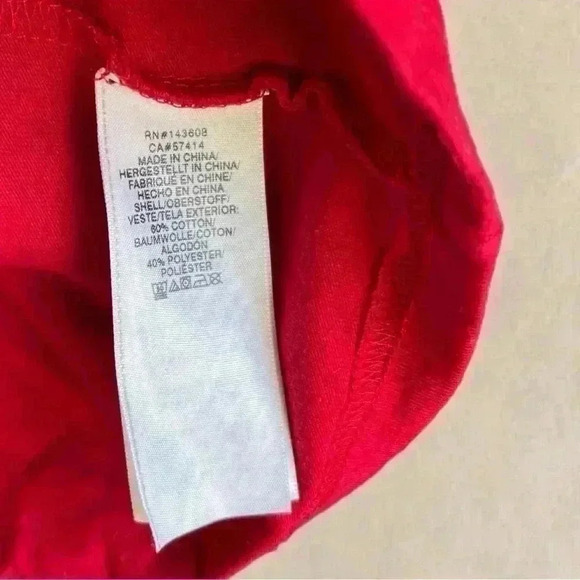 RN#143608
CA#57414
MADE IN CHINA/
HERGESTELLT IN CHINA/
FABRIQUÉ EN CHINE/
HECHO EN CHINA
SHELL/OBERSTOFF/
VESTE/TELA EXTERIOR:
60% COTTON/
BAUMWOLLE/COTON/
ALGODÓN
40% POLYESTER/
POLIÉSTER